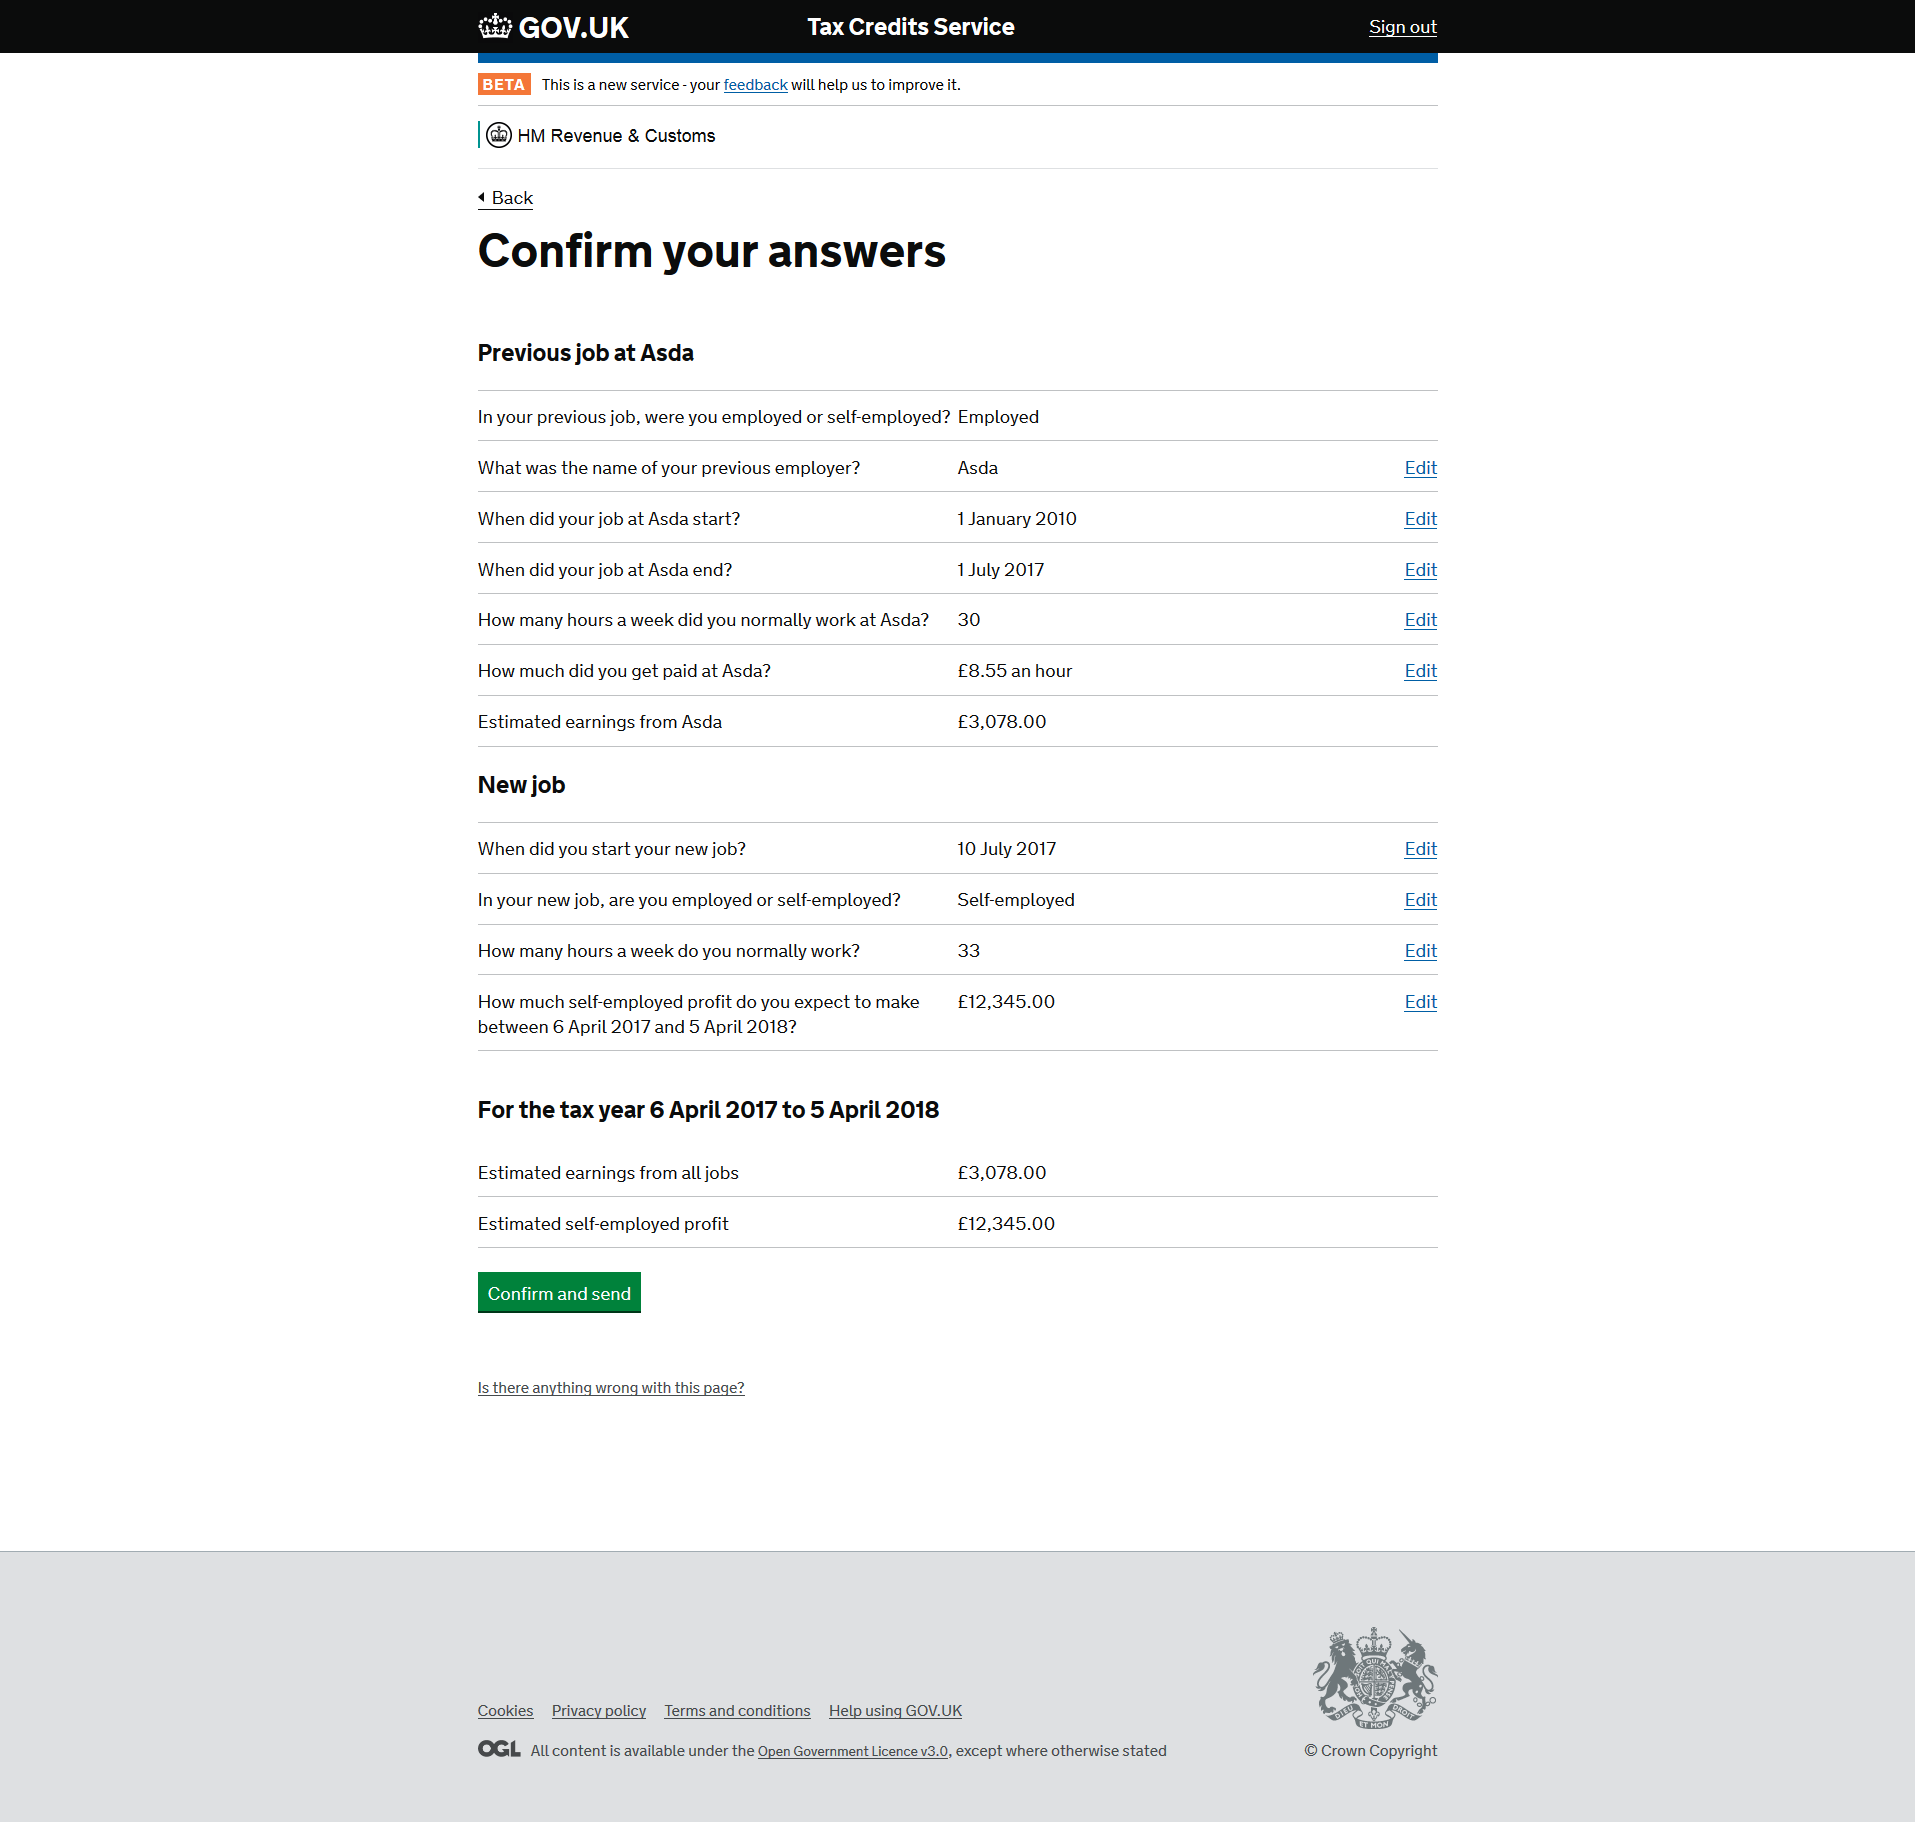 GOV.UK Tax Credits Service Sign out
BETA This is a new service - your feedback will help us to improve it.
HM Revenue & Customs
Back
Confirm your answers
Previous job at Asda
In your previous job, were you employed or self-employed? Employed
What was the name of your previous employer? Asda Edit
When did your job at Asda start? 1 January 2010 Edit
When did your job at Asda end? 1 July 2017 Edit
How many hours a week did you normally work at Asda? 30 Edit
How much did you get paid at Asda? £8.55 an hour Edit
Estimated earnings from Asda £3,078.00
New job
When did you start your new job? 10 July 2017 Edit
In your new job, are you employed or self-employed? Self-employed Edit
How many hours a week do you normally work? 33 Edit
How much self-employed profit do you expect to make £12,345.00 Edit
between 6 April 2017 and 5 April 2018?
For the tax year 6 April 2017 to 5 April 2018
Estimated earnings from all jobs £3,078.00
Estimated self-employed profit £12,345.00
Confirm and send
Is there anything wrong with this page?
DIEU ET MON DROIT
Cookies Privacy policy Terms and conditions Help using GOV.UK
OGL All content is available under the Open Government Licence v3.0, except where otherwise stated © Crown Copyright